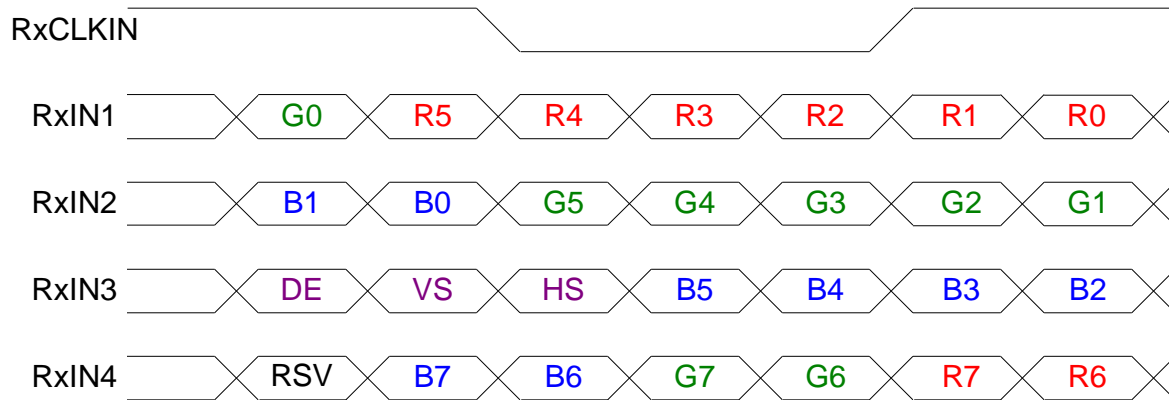 RxCLKIN
RxIN1 G0 R5 R4 R3 R2 R1 R0
RxIN2 B1 B0 G5 G4 G3 G2 G1
RxIN3 DE VS HS B5 B4 B3 B2
RxIN4 RSV B7 B6 G7 G6 R7 R6